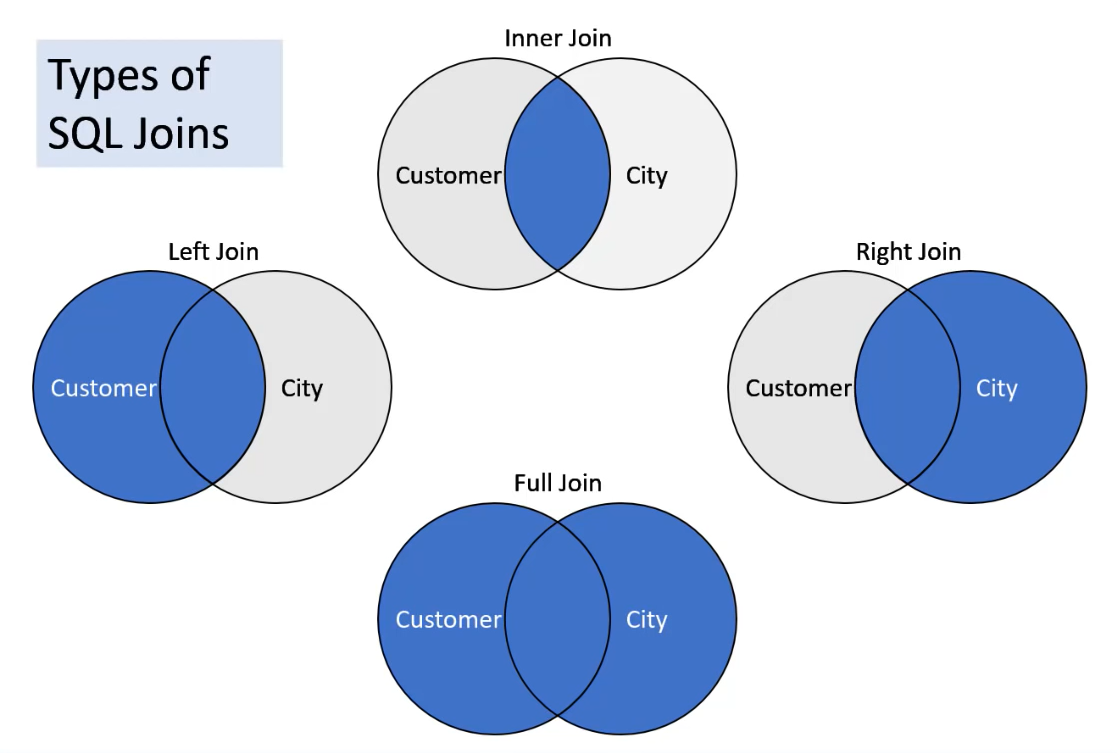 Types of
SQL Joins
Inner Join
Customer
City
Left Join
Customer
City
Right Join
Customer
City
Full Join
Customer
City